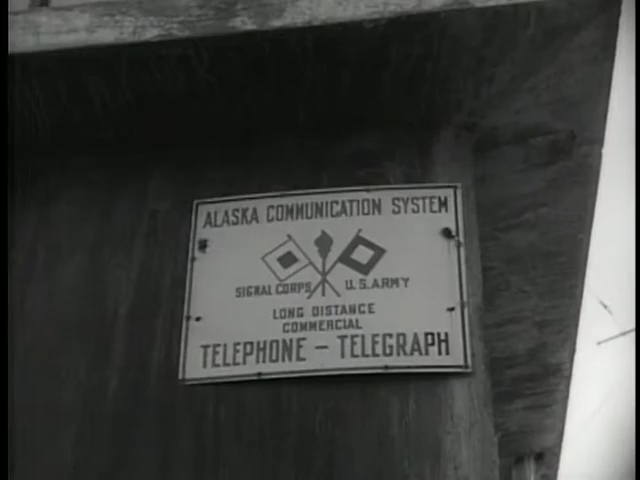 ALASKA COMMUNICATION SYSTEM
SIGNAL CORPS U.S. ARMY
LONG DISTANCE
COMMERCIAL
TELEPHONE - TELEGRAPH